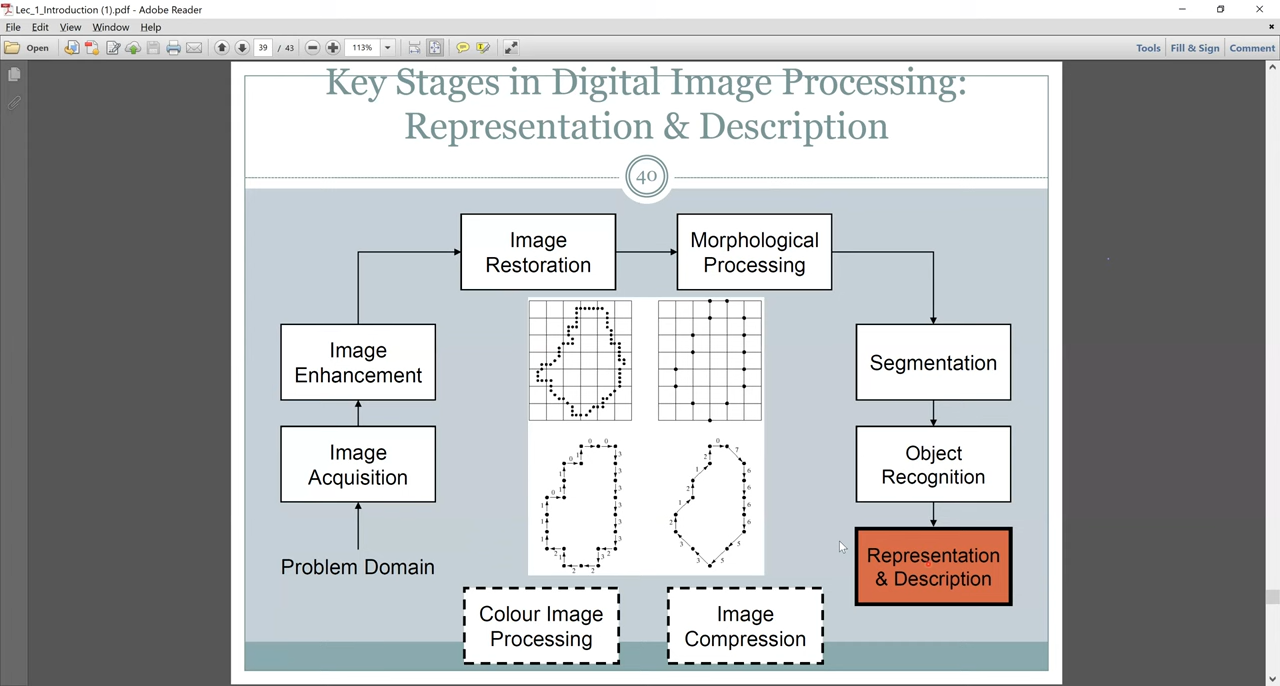 Lec_1_Introduction (1).pdf - Adobe Reader
File Edit View Window Help
Open 39 / 43 113% Tools Fill & Sign Comment
Key Stages in Digital Image Processing:
Representation & Description
40
Image
Restoration
Morphological
Processing
Image
Enhancement
Segmentation
Image
Acquisition
Object
Recognition
Problem Domain
Representation
& Description
Colour Image
Processing
Image
Compression